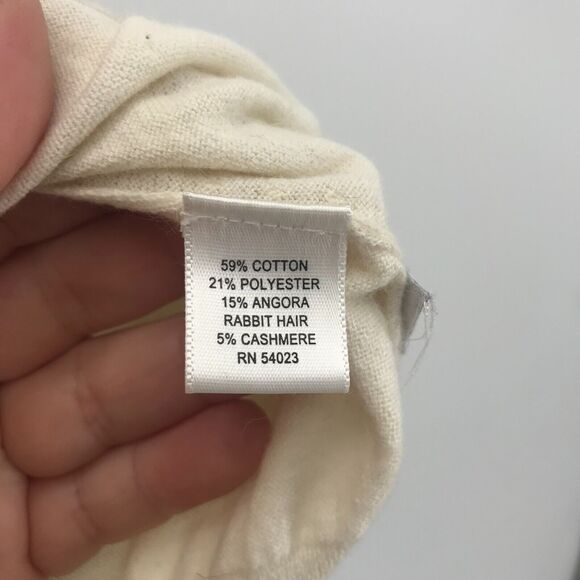 59% COTTON
21% POLYESTER
15% ANGORA
RABBIT HAIR
5% CASHMERE
RN 54023